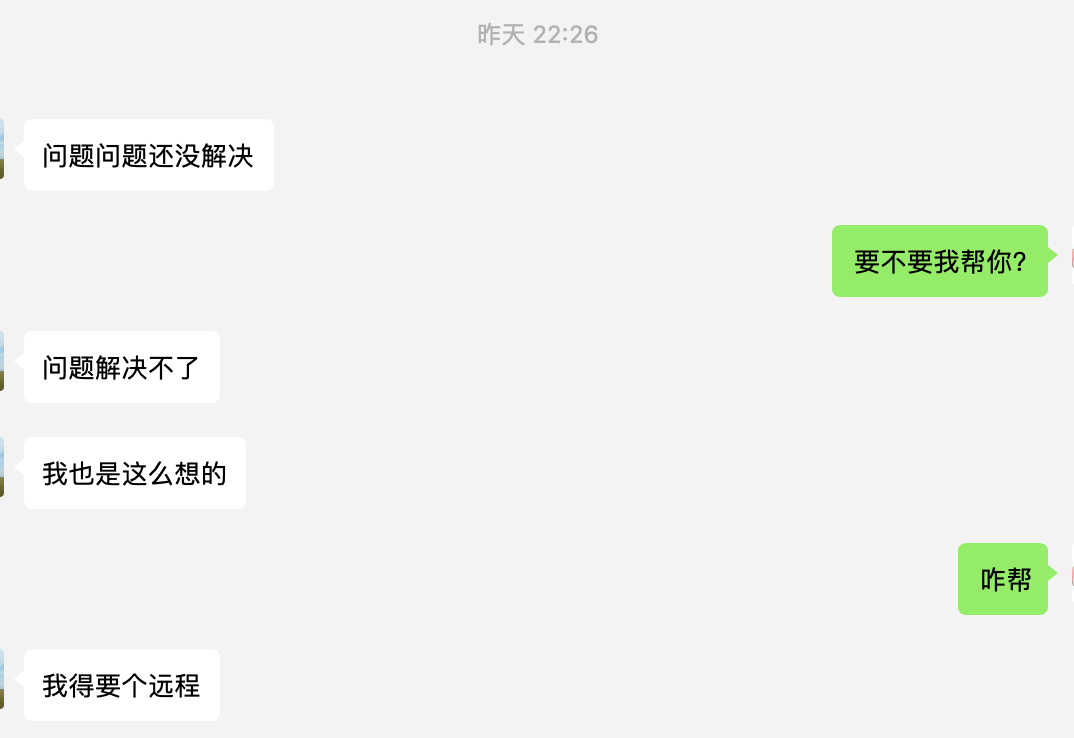 昨天 22:26
问题问题还没解决
要不要我帮你?
问题解决不了
我也是这么想的
咋帮
我得要个远程